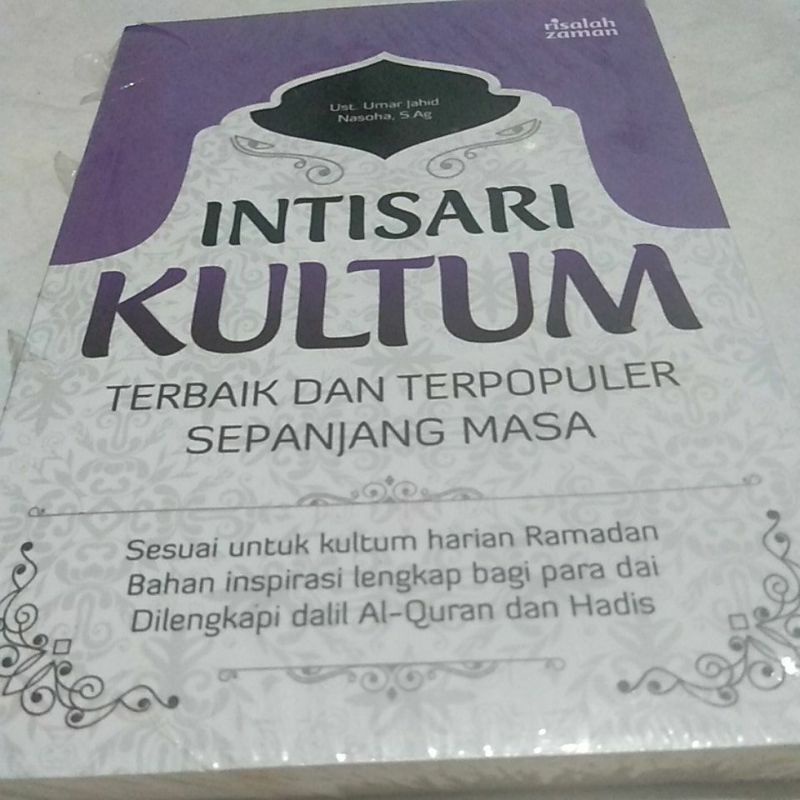 risalah
zaman
Ust. Umar Jahid
Nasoha, S.Ag
INTISARI
KULTUM
TERBAIK DAN TERPOPULER
SEPANJANG MASA
Sesuai untuk kultum harian Ramadan
Bahan inspirasi lengkap bagi para dai
Dilengkapi dalil Al-Quran dan Hadis